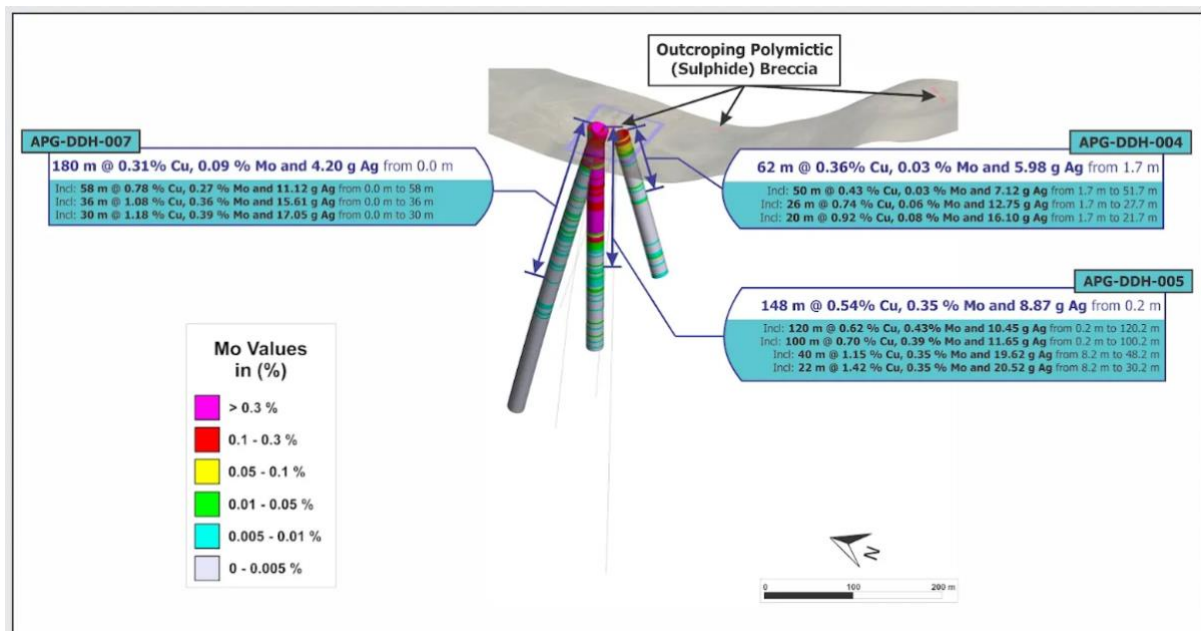 Outcroping Polymictic
(Sulphide) Breccia
APG-DDH-007
180 m @ 0.31% Cu, 0.09 % Mo and 4.20 g Ag from 0.0 m
Incl: 58 m @ 0.78 % Cu, 0.27 % Mo and 11.12 g Ag from 0.0 m to 58 m
Incl: 36 m @ 1.08 % Cu, 0.36 % Mo and 15.61 g Ag from 0.0 m to 36 m
Incl: 30 m @ 1.18 % Cu, 0.39 % Mo and 17.05 g Ag from 0.0 m to 30 m
APG-DDH-004
62 m @ 0.36% Cu, 0.03 % Mo and 5.98 g Ag from 1.7 m
Incl: 50 m @ 0.43 % Cu, 0.03 % Mo and 7.12 g Ag from 1.7 m to 51.7 m
Incl: 26 m @ 0.74 % Cu, 0.06 % Mo and 12.75 g Ag from 1.7 m to 27.7 m
Incl: 20 m @ 0.92 % Cu, 0.08 % Mo and 16.10 g Ag from 1.7 m to 21.7 m
APG-DDH-005
148 m @ 0.54% Cu, 0.35 % Mo and 8.87 g Ag from 0.2 m
Incl: 120 m @ 0.62 % Cu, 0.43% Mo and 10.45 g Ag from 0.2 m to 120.2 m
Incl: 100 m @ 0.70 % Cu, 0.39 % Mo and 11.65 g Ag from 0.2 m to 100.2 m
Incl: 40 m @ 1.15 % Cu, 0.35 % Mo and 19.62 g Ag from 8.2 m to 48.2 m
Incl: 22 m @ 1.42 % Cu, 0.35 % Mo and 20.52 g Ag from 8.2 m to 30.2 m
Mo Values
in (%)
> 0.3 %
0.1 - 0.3 %
0.05 - 0.1 %
0.01 - 0.05 %
0.005 - 0.01 %
0 - 0.005 %
N
0 100 200 m